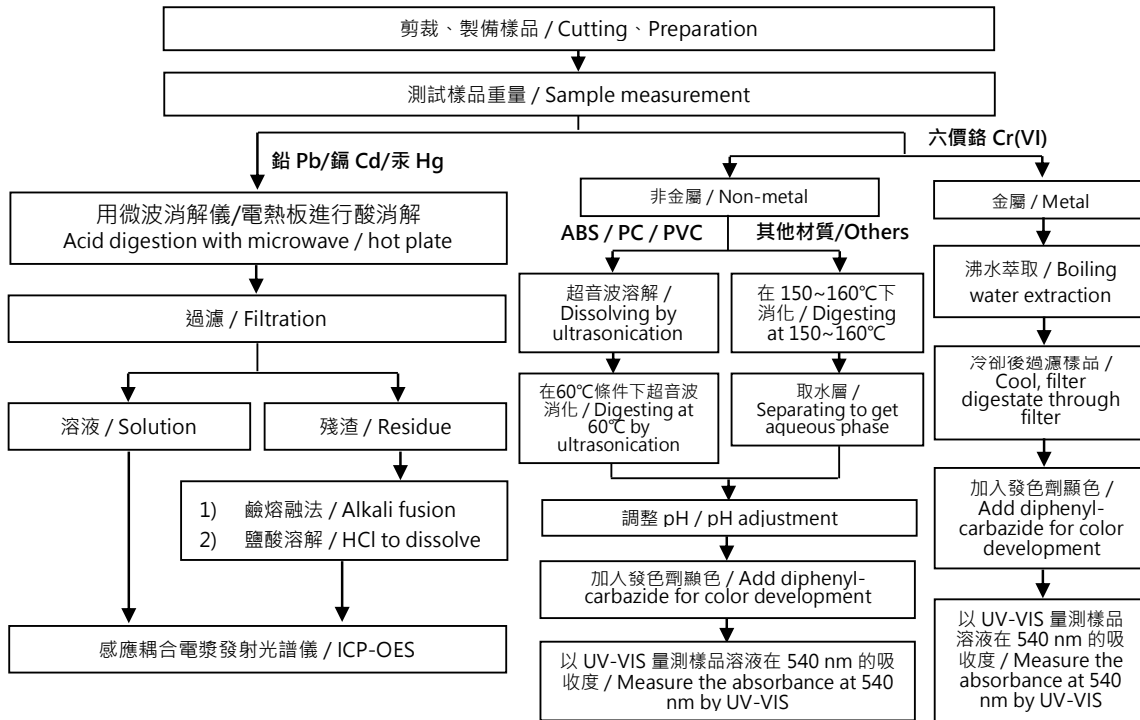 剪裁、製備樣品 / Cutting、Preparation
測試樣品重量 / Sample measurement
鉛 Pb/鎘 Cd/汞 Hg
六價鉻 Cr(VI)
用微波消解儀/電熱板進行酸消解
Acid digestion with microwave / hot plate
過濾 / Filtration
溶液 / Solution
殘渣 / Residue
1) 鹼熔融法 / Alkali fusion
2) 鹽酸溶解 / HCl to dissolve
感應耦合電漿發射光譜儀 / ICP-OES
非金屬 / Non-metal
ABS / PC / PVC
其他材質/Others
超音波溶解 /
Dissolving by
ultrasonication
在 150~160℃下
消化 / Digesting
at 150~160℃
在60℃條件下超音波
消化 / Digesting at
60℃ by
ultrasonication
取水層 /
Separating to get
aqueous phase
調整 pH / pH adjustment
加入發色劑顯色 / Add diphenyl-
carbazide for color development
以 UV-VIS 量測樣品溶液在 540 nm 的吸
收度 / Measure the absorbance at 540
nm by UV-VIS
金屬 / Metal
沸水萃取 / Boiling
water extraction
冷卻後過濾樣品 /
Cool, filter
digestate through
filter
加入發色劑顯色 /
Add diphenyl-
carbazide for color
development
以 UV-VIS 量測樣品
溶液在 540 nm 的吸
收度 / Measure the
absorbance at 540
nm by UV-VIS